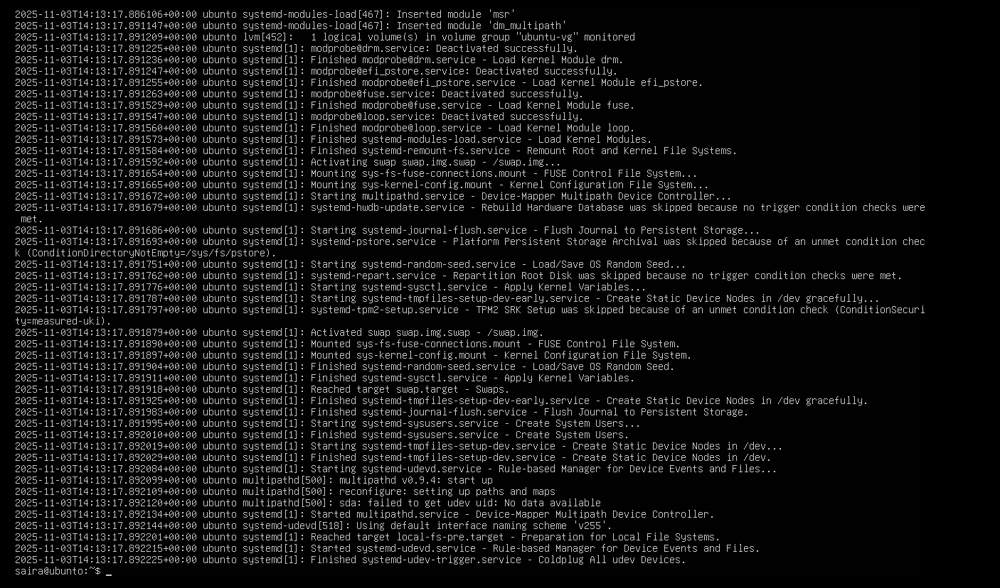 2025-11-03T14:13:17.886106+00:00 ubunto systemd-modules-load[467]: Inserted module 'msr'
2025-11-03T14:13:17.891147+00:00 ubunto systemd-modules-load[467]: Inserted module 'dm_multipath'
2025-11-03T14:13:17.891209+00:00 ubunto lvm[452]:   1 logical volume(s) in volume group "ubuntu-vg" monitored
2025-11-03T14:13:17.891225+00:00 ubunto systemd[1]: modprobe@drm.service: Deactivated successfully.
2025-11-03T14:13:17.891236+00:00 ubunto systemd[1]: Finished modprobe@drm.service - Load Kernel Module drm.
2025-11-03T14:13:17.891247+00:00 ubunto systemd[1]: modprobe@efi_pstore.service: Deactivated successfully.
2025-11-03T14:13:17.891255+00:00 ubunto systemd[1]: Finished modprobe@efi_pstore.service - Load Kernel Module efi_pstore.
2025-11-03T14:13:17.891263+00:00 ubunto systemd[1]: modprobe@fuse.service: Deactivated successfully.
2025-11-03T14:13:17.891529+00:00 ubunto systemd[1]: Finished modprobe@fuse.service - Load Kernel Module fuse.
2025-11-03T14:13:17.891547+00:00 ubunto systemd[1]: modprobe@loop.service: Deactivated successfully.
2025-11-03T14:13:17.891560+00:00 ubunto systemd[1]: Finished modprobe@loop.service - Load Kernel Module loop.
2025-11-03T14:13:17.891573+00:00 ubunto systemd[1]: Finished systemd-modules-load.service - Load Kernel Modules.
2025-11-03T14:13:17.891584+00:00 ubunto systemd[1]: Finished systemd-remount-fs.service - Remount Root and Kernel File Systems.
2025-11-03T14:13:17.891592+00:00 ubunto systemd[1]: Activating swap swap.img.swap - /swap.img...
2025-11-03T14:13:17.891654+00:00 ubunto systemd[1]: Mounting sys-fs-fuse-connections.mount - FUSE Control File System...
2025-11-03T14:13:17.891665+00:00 ubunto systemd[1]: Mounting sys-kernel-config.mount - Kernel Configuration File System...
2025-11-03T14:13:17.891672+00:00 ubunto systemd[1]: Starting multipathd.service - Device-Mapper Multipath Device Controller...
2025-11-03T14:13:17.891679+00:00 ubunto systemd[1]: systemd-hwdb-update.service - Rebuild Hardware Database was skipped because no trigger condition checks were
 met.
2025-11-03T14:13:17.891686+00:00 ubunto systemd[1]: Starting systemd-journal-flush.service - Flush Journal to Persistent Storage...
2025-11-03T14:13:17.891693+00:00 ubunto systemd[1]: systemd-pstore.service - Platform Persistent Storage Archival was skipped because of an unmet condition chec
k (ConditionDirectoryNotEmpty=/sys/fs/pstore).
2025-11-03T14:13:17.891751+00:00 ubunto systemd[1]: Starting systemd-random-seed.service - Load/Save OS Random Seed...
2025-11-03T14:13:17.891762+00:00 ubunto systemd[1]: systemd-repart.service - Repartition Root Disk was skipped because no trigger condition checks were met.
2025-11-03T14:13:17.891776+00:00 ubunto systemd[1]: Starting systemd-sysctl.service - Apply Kernel Variables...
2025-11-03T14:13:17.891787+00:00 ubunto systemd[1]: Starting systemd-tmpfiles-setup-dev-early.service - Create Static Device Nodes in /dev gracefully...
2025-11-03T14:13:17.891797+00:00 ubunto systemd[1]: systemd-tpm2-setup.service - TPM2 SRK Setup was skipped because of an unmet condition check (ConditionSecuri
ty=measured-uki).
2025-11-03T14:13:17.891879+00:00 ubunto systemd[1]: Activated swap swap.img.swap - /swap.img.
2025-11-03T14:13:17.891890+00:00 ubunto systemd[1]: Mounted sys-fs-fuse-connections.mount - FUSE Control File System.
2025-11-03T14:13:17.891897+00:00 ubunto systemd[1]: Mounted sys-kernel-config.mount - Kernel Configuration File System.
2025-11-03T14:13:17.891904+00:00 ubunto systemd[1]: Finished systemd-random-seed.service - Load/Save OS Random Seed.
2025-11-03T14:13:17.891911+00:00 ubunto systemd[1]: Finished systemd-sysctl.service - Apply Kernel Variables.
2025-11-03T14:13:17.891918+00:00 ubunto systemd[1]: Reached target swap.target - Swaps.
2025-11-03T14:13:17.891925+00:00 ubunto systemd[1]: Finished systemd-tmpfiles-setup-dev-early.service - Create Static Device Nodes in /dev gracefully.
2025-11-03T14:13:17.891983+00:00 ubunto systemd[1]: Finished systemd-journal-flush.service - Flush Journal to Persistent Storage.
2025-11-03T14:13:17.891995+00:00 ubunto systemd[1]: Starting systemd-sysusers.service - Create System Users...
2025-11-03T14:13:17.892010+00:00 ubunto systemd[1]: Finished systemd-sysusers.service - Create System Users.
2025-11-03T14:13:17.892019+00:00 ubunto systemd[1]: Starting systemd-tmpfiles-setup-dev.service - Create Static Device Nodes in /dev...
2025-11-03T14:13:17.892029+00:00 ubunto systemd[1]: Finished systemd-tmpfiles-setup-dev.service - Create Static Device Nodes in /dev.
2025-11-03T14:13:17.892084+00:00 ubunto systemd[1]: Starting systemd-udevd.service - Rule-based Manager for Device Events and Files...
2025-11-03T14:13:17.892099+00:00 ubunto multipathd[500]: multipathd v0.9.4: start up
2025-11-03T14:13:17.892109+00:00 ubunto multipathd[500]: reconfigure: setting up paths and maps
2025-11-03T14:13:17.892120+00:00 ubunto multipathd[500]: sda: failed to get udev uid: No data available
2025-11-03T14:13:17.892134+00:00 ubunto systemd[1]: Started multipathd.service - Device-Mapper Multipath Device Controller.
2025-11-03T14:13:17.892144+00:00 ubunto systemd-udevd[518]: Using default interface naming scheme 'v255'.
2025-11-03T14:13:17.892201+00:00 ubunto systemd[1]: Reached target local-fs-pre.target - Preparation for Local File Systems.
2025-11-03T14:13:17.892215+00:00 ubunto systemd[1]: Started systemd-udevd.service - Rule-based Manager for Device Events and Files.
2025-11-03T14:13:17.892225+00:00 ubunto systemd[1]: Finished systemd-udev-trigger.service - Coldplug All udev Devices.
saira@ubunto:~$ _